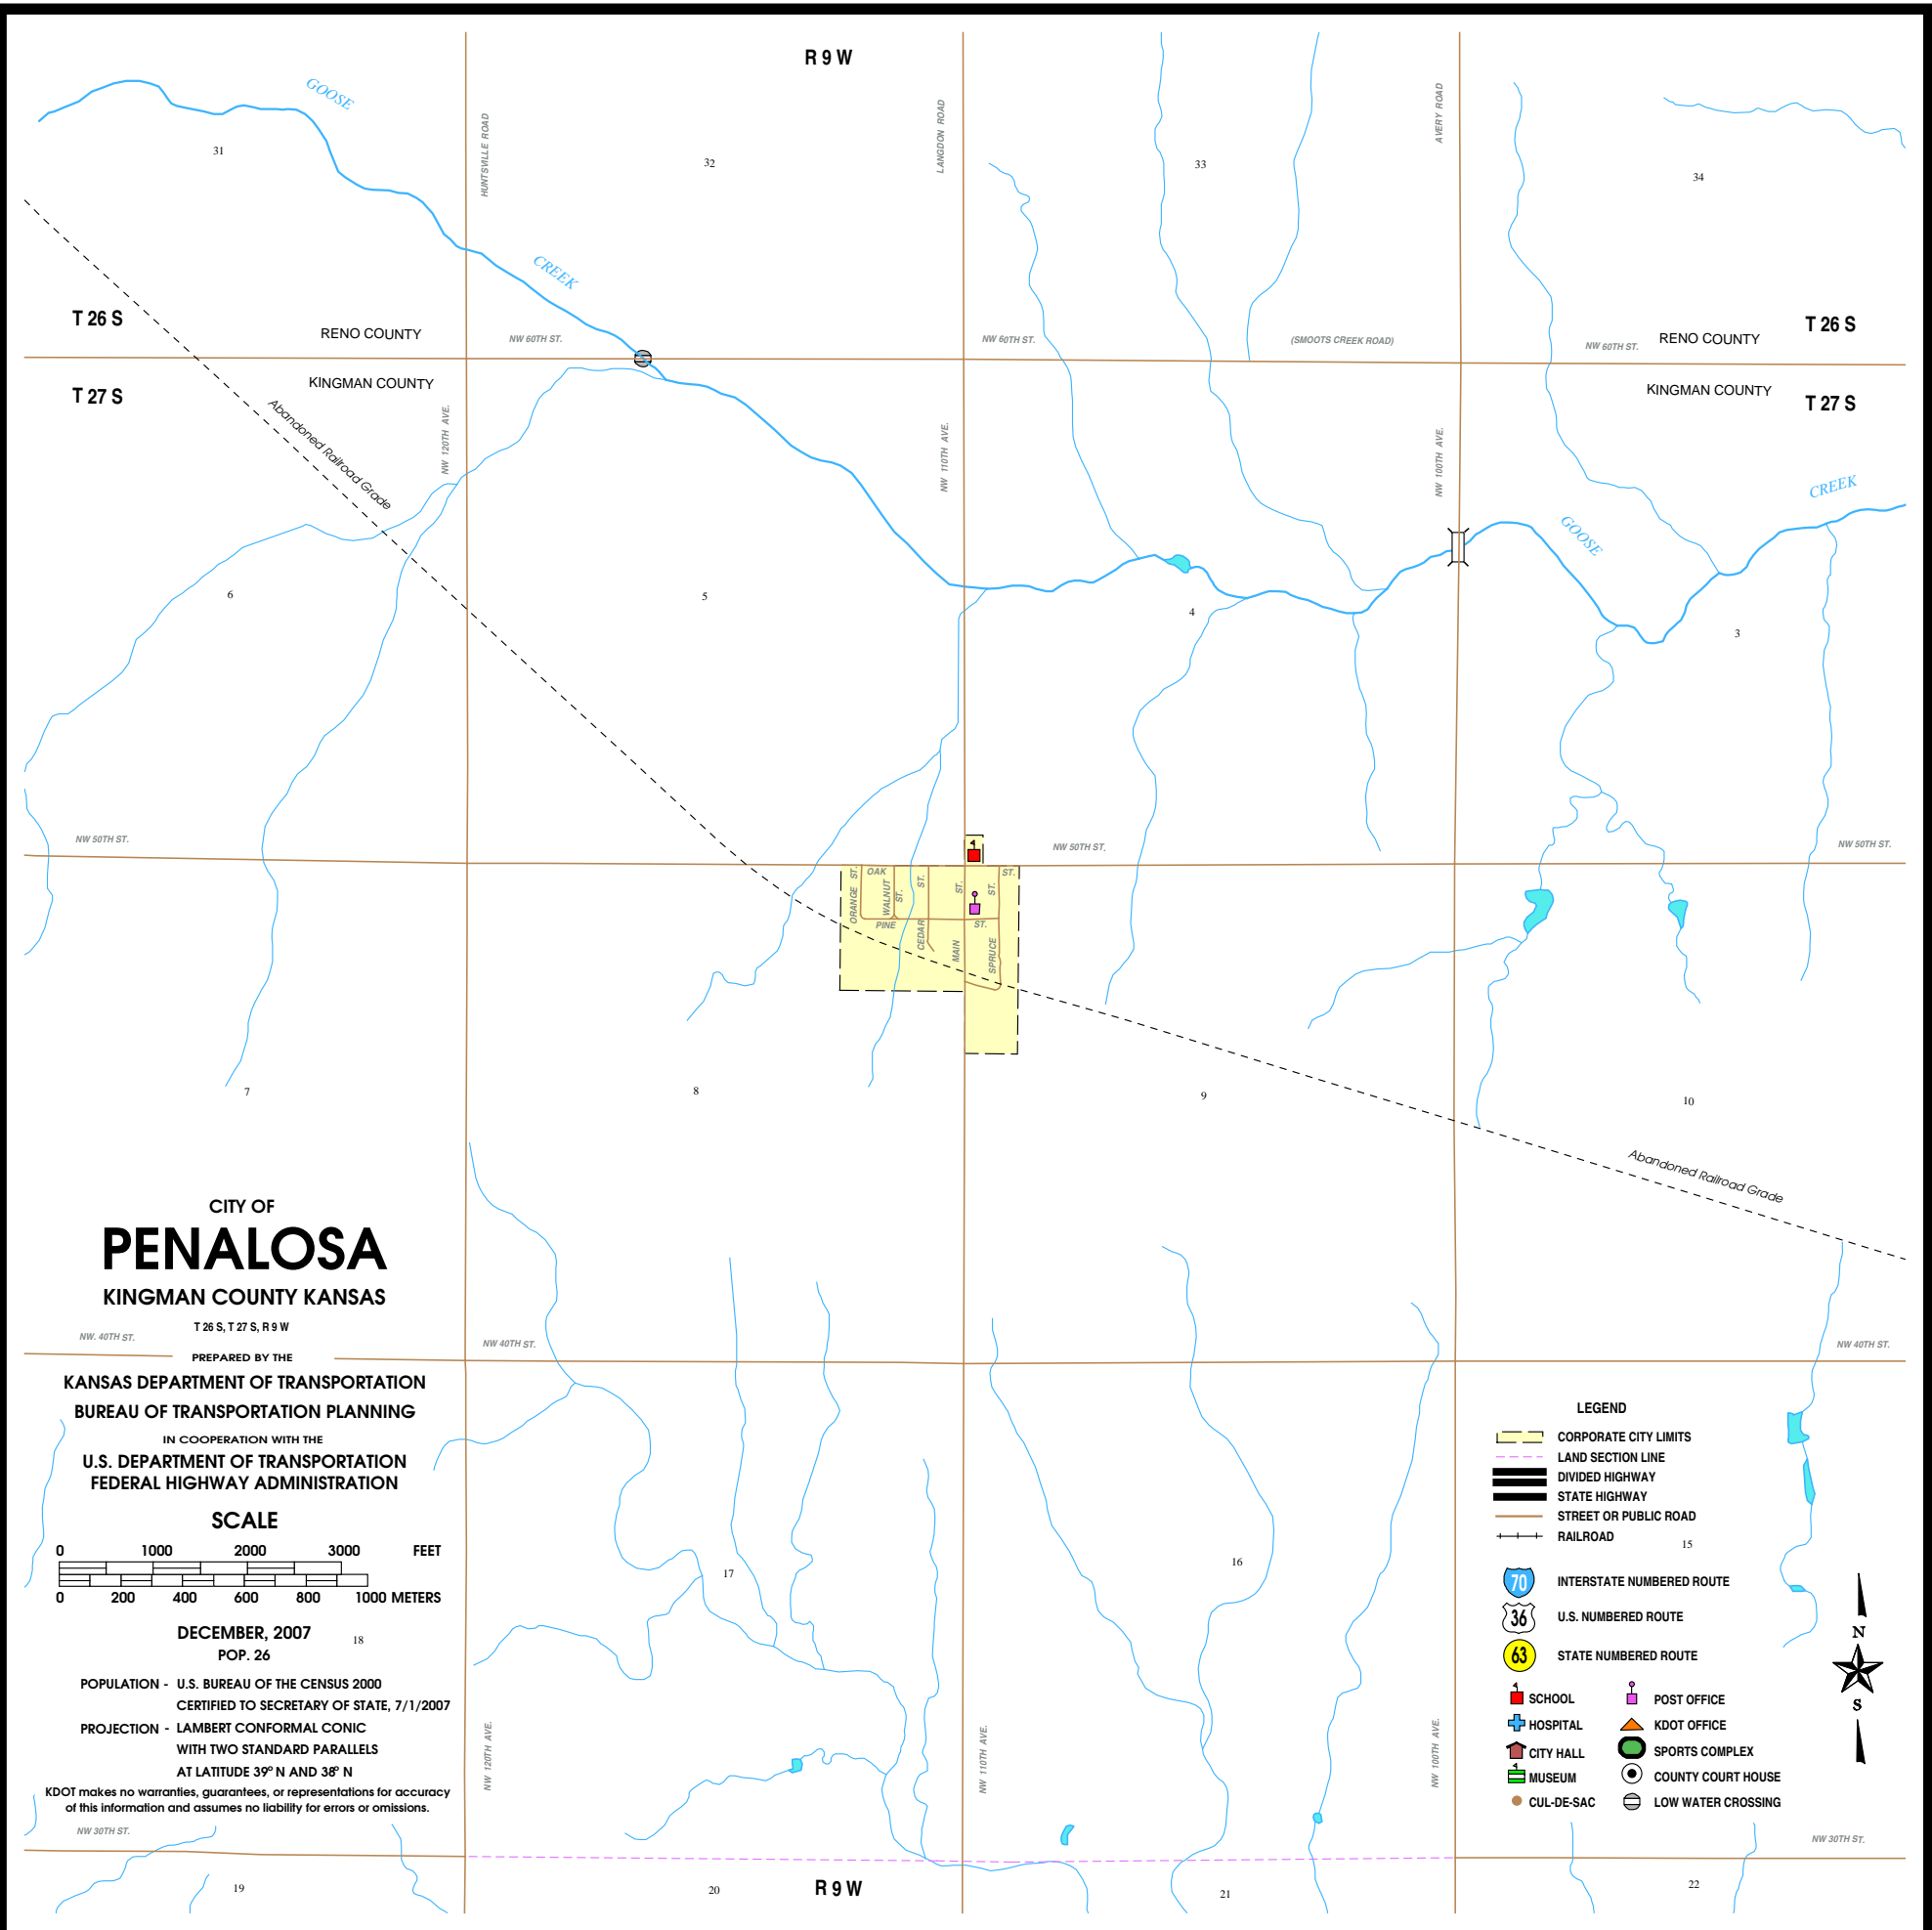 R 9 W
GOOSE
HUNTSVILLE ROAD
LANGDON ROAD
AVERY ROAD
31
32
33
34
CREEK
T 26 S
RENO COUNTY
NW 60TH ST.
NW 60TH ST.
(SMOOTS CREEK ROAD)
NW 60TH ST.
RENO COUNTY
T 26 S
T 27 S
KINGMAN COUNTY
KINGMAN COUNTY
T 27 S
Abandoned Railroad Grade
NW 120TH AVE.
NW 110TH AVE.
NW 100TH AVE.
GOOSE
CREEK
6
5
4
3
NW 50TH ST.
NW 50TH ST.
NW 50TH ST.
ORANGE ST.
OAK ST.
WALNUT ST.
CEDAR ST.
MAIN ST.
SPRUCE ST.
PINE ST.
7
8
9
10
Abandoned Railroad Grade
CITY OF
PENALOSA
KINGMAN COUNTY KANSAS
T 26 S, T 27 S, R 9 W
NW. 40TH ST.
NW 40TH ST.
NW 40TH ST.
PREPARED BY THE
KANSAS DEPARTMENT OF TRANSPORTATION
BUREAU OF TRANSPORTATION PLANNING
IN COOPERATION WITH THE
U.S. DEPARTMENT OF TRANSPORTATION
FEDERAL HIGHWAY ADMINISTRATION
SCALE
0 1000 2000 3000 FEET
0 200 400 600 800 1000 METERS
DECEMBER, 2007
POP. 26
18
17
16
15
POPULATION - U.S. BUREAU OF THE CENSUS 2000
CERTIFIED TO SECRETARY OF STATE, 7/1/2007
PROJECTION - LAMBERT CONFORMAL CONIC
WITH TWO STANDARD PARALLELS
AT LATITUDE 39° N AND 38° N
KDOT makes no warranties, guarantees, or representations for accuracy
of this information and assumes no liability for errors or omissions.
NW 120TH AVE.
NW 110TH AVE.
NW 100TH AVE.
LEGEND
CORPORATE CITY LIMITS
LAND SECTION LINE
DIVIDED HIGHWAY
STATE HIGHWAY
STREET OR PUBLIC ROAD
RAILROAD
70 INTERSTATE NUMBERED ROUTE
36 U.S. NUMBERED ROUTE
63 STATE NUMBERED ROUTE
SCHOOL
POST OFFICE
HOSPITAL
KDOT OFFICE
CITY HALL
SPORTS COMPLEX
MUSEUM
COUNTY COURT HOUSE
CUL-DE-SAC
LOW WATER CROSSING
N
S
NW 30TH ST.
NW 30TH ST.
19
20
R 9 W
21
22